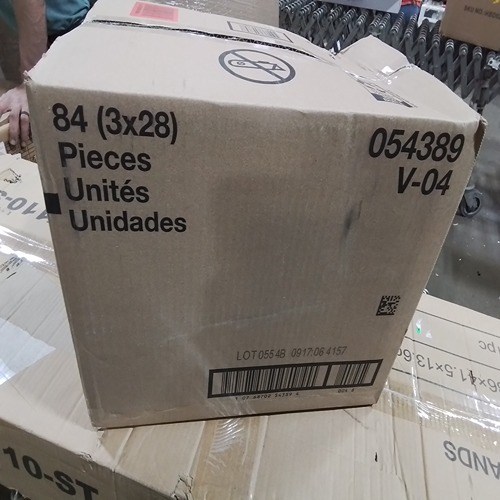 84 (3x28)
Pieces
Unités
Unidades
054389
V-04
LOT0554B 0917:06 4157
10-ST